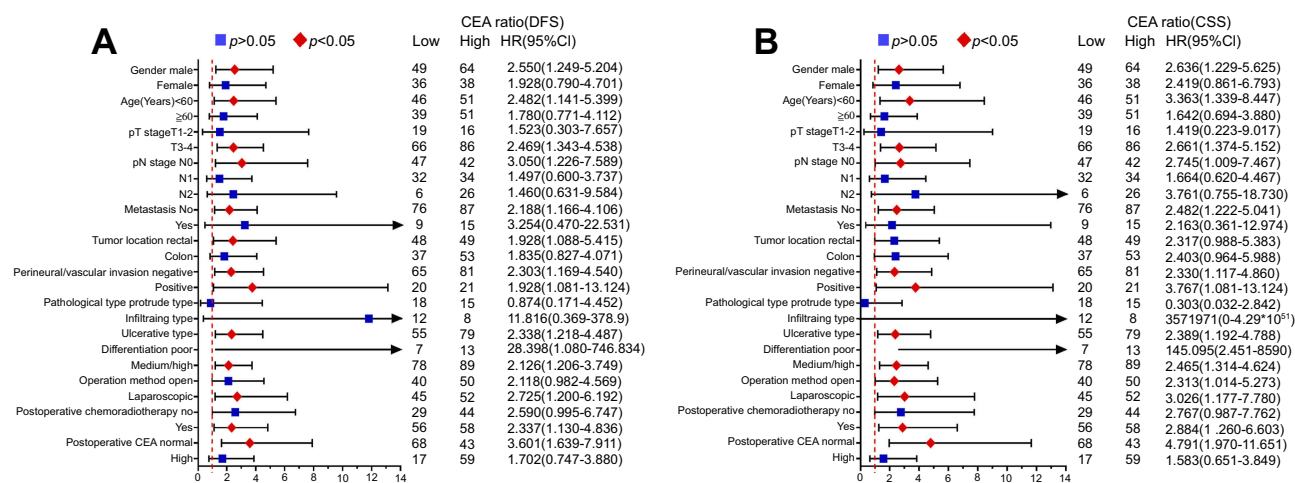 CEA ratio(DFS)
A p>0.05 p<0.05 Low High HR(95%Cl)
Gender male 49 64 2.550(1.249-5.204)
Female 36 38 1.928(0.790-4.701)
Age(Years)<60 46 51 2.482(1.141-5.399)
≧60 39 51 1.780(0.771-4.112)
pT stageT1-2 19 16 1.523(0.303-7.657)
T3-4 66 86 2.469(1.343-4.538)
pN stage N0 47 42 3.050(1.226-7.589)
N1 32 34 1.497(0.600-3.737)
N2 6 26 1.460(0.631-9.584)
Metastasis No 76 87 2.188(1.166-4.106)
Yes 9 15 3.254(0.470-22.531)
Tumor location rectal 48 49 1.928(1.088-5.415)
Colon 37 53 1.835(0.827-4.071)
Perineural/vascular invasion negative 65 81 2.303(1.169-4.540)
Positive 20 21 1.928(1.081-13.124)
Pathological type protrude type 18 15 0.874(0.171-4.452)
Infiltraing type 12 8 11.816(0.369-378.9)
Ulcerative type 55 79 2.338(1.218-4.487)
Differentiation poor 7 13 28.398(1.080-746.834)
Medium/high 78 89 2.126(1.206-3.749)
Operation method open 40 50 2.118(0.982-4.569)
Laparoscopic 45 52 2.725(1.200-6.192)
Postoperative chemoradiotherapy no 29 44 2.590(0.995-6.747)
Yes 56 58 2.337(1.130-4.836)
Postoperative CEA normal 68 43 3.601(1.639-7.911)
High 17 59 1.702(0.747-3.880)
0 2 4 6 8 10 12 14
CEA ratio(CSS)
B p>0.05 p<0.05 Low High HR(95%Cl)
Gender male 49 64 2.636(1.229-5.625)
Female 36 38 2.419(0.861-6.793)
Age(Years)<60 46 51 3.363(1.339-8.447)
≧60 39 51 1.642(0.694-3.880)
pT stageT1-2 19 16 1.419(0.223-9.017)
T3-4 66 86 2.661(1.374-5.152)
pN stage N0 47 42 2.745(1.009-7.467)
N1 32 34 1.664(0.620-4.467)
N2 6 26 3.761(0.755-18.730)
Metastasis No 76 87 2.482(1.222-5.041)
Yes 9 15 2.163(0.361-12.974)
Tumor location rectal 48 49 2.317(0.988-5.383)
Colon 37 53 2.403(0.964-5.988)
Perineural/vascular invasion negative 65 81 2.330(1.117-4.860)
Positive 20 21 3.767(1.081-13.124)
Pathological type protrude type 18 15 0.303(0.032-2.842)
Infiltraing type 12 8 3571971(0-4.29*10⁵¹)
Ulcerative type 55 79 2.389(1.192-4.788)
Differentiation poor 7 13 145.095(2.451-8590)
Medium/high 78 89 2.465(1.314-4.624)
Operation method open 40 50 2.313(1.014-5.273)
Laparoscopic 45 52 3.026(1.177-7.780)
Postoperative chemoradiotherapy no 29 44 2.767(0.987-7.762)
Yes 56 58 2.884(1.260-6.603)
Postoperative CEA normal 68 43 4.791(1.970-11.651)
High 17 59 1.583(0.651-3.849)
0 2 4 6 8 10 12 14